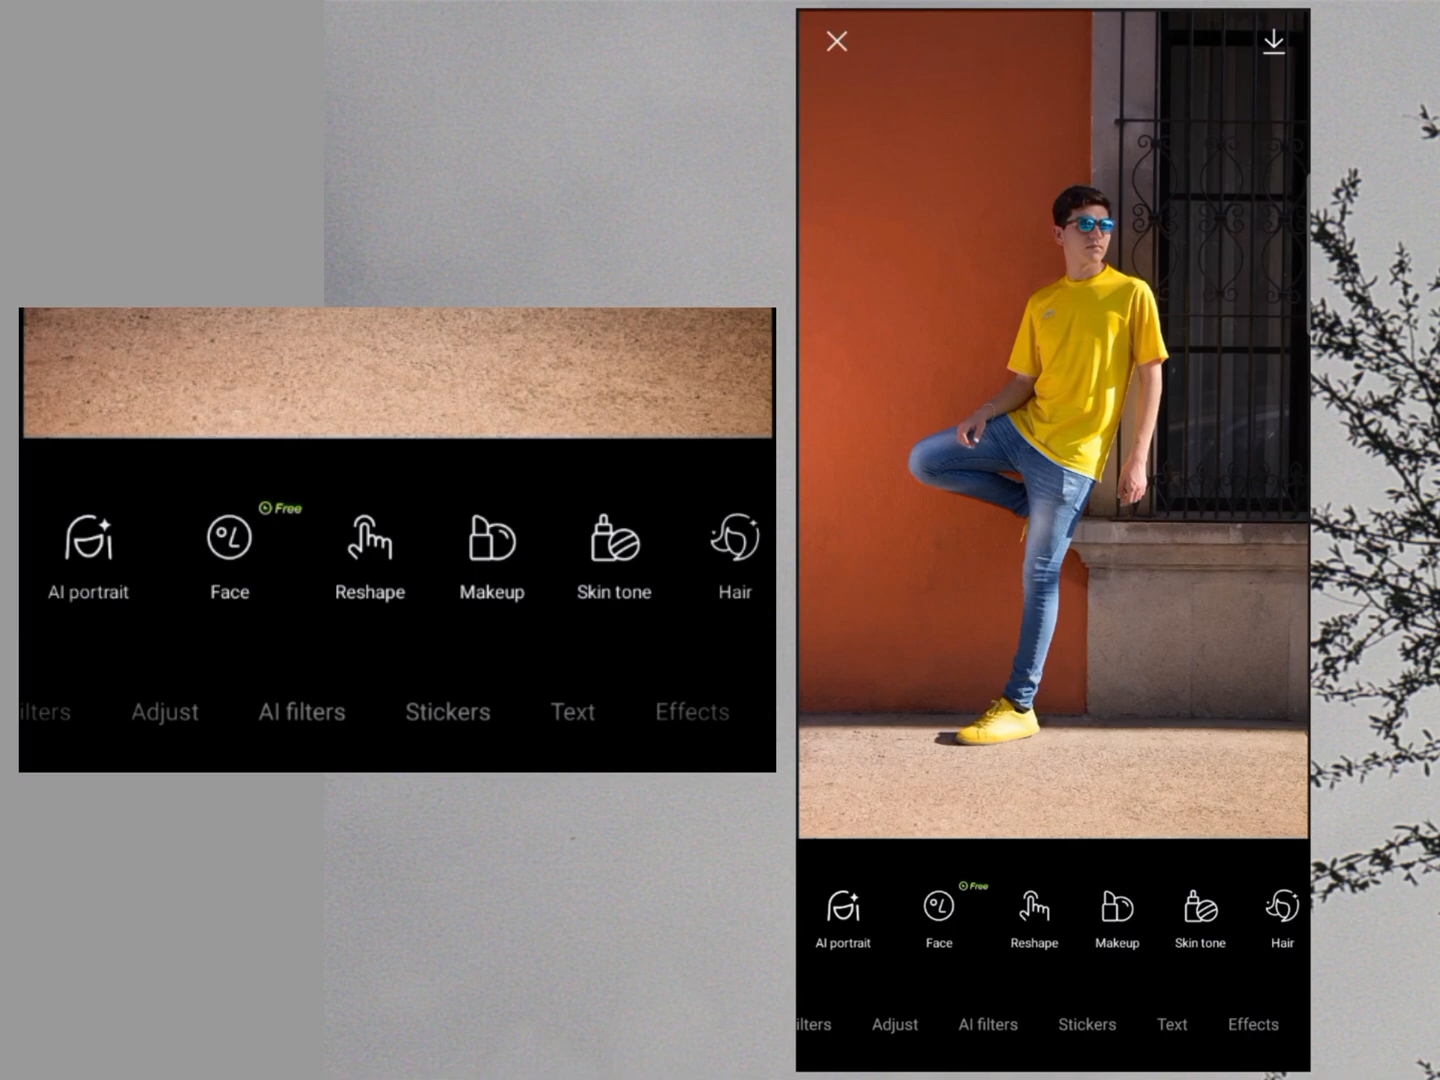 Free
AI portrait Face Reshape Makeup Skin tone Hair
ilters Adjust AI filters Stickers Text Effects
Free
AI portrait Face Reshape Makeup Skin tone Hair
ilters Adjust AI filters Stickers Text Effects